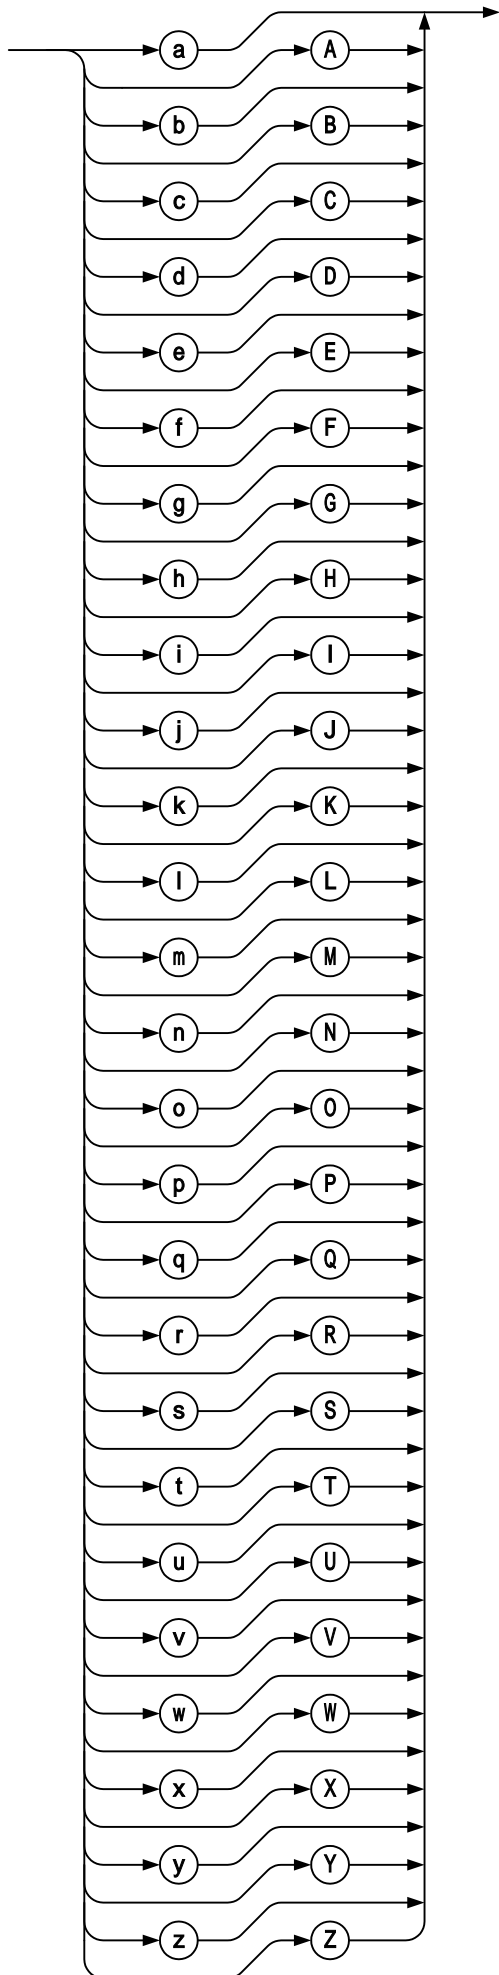 a A
b B
c C
d D
e E
f F
g G
h H
i I
j J
k K
l L
m M
n N
o O
p P
q Q
r R
s S
t T
u U
v V
w W
x X
y Y
z Z